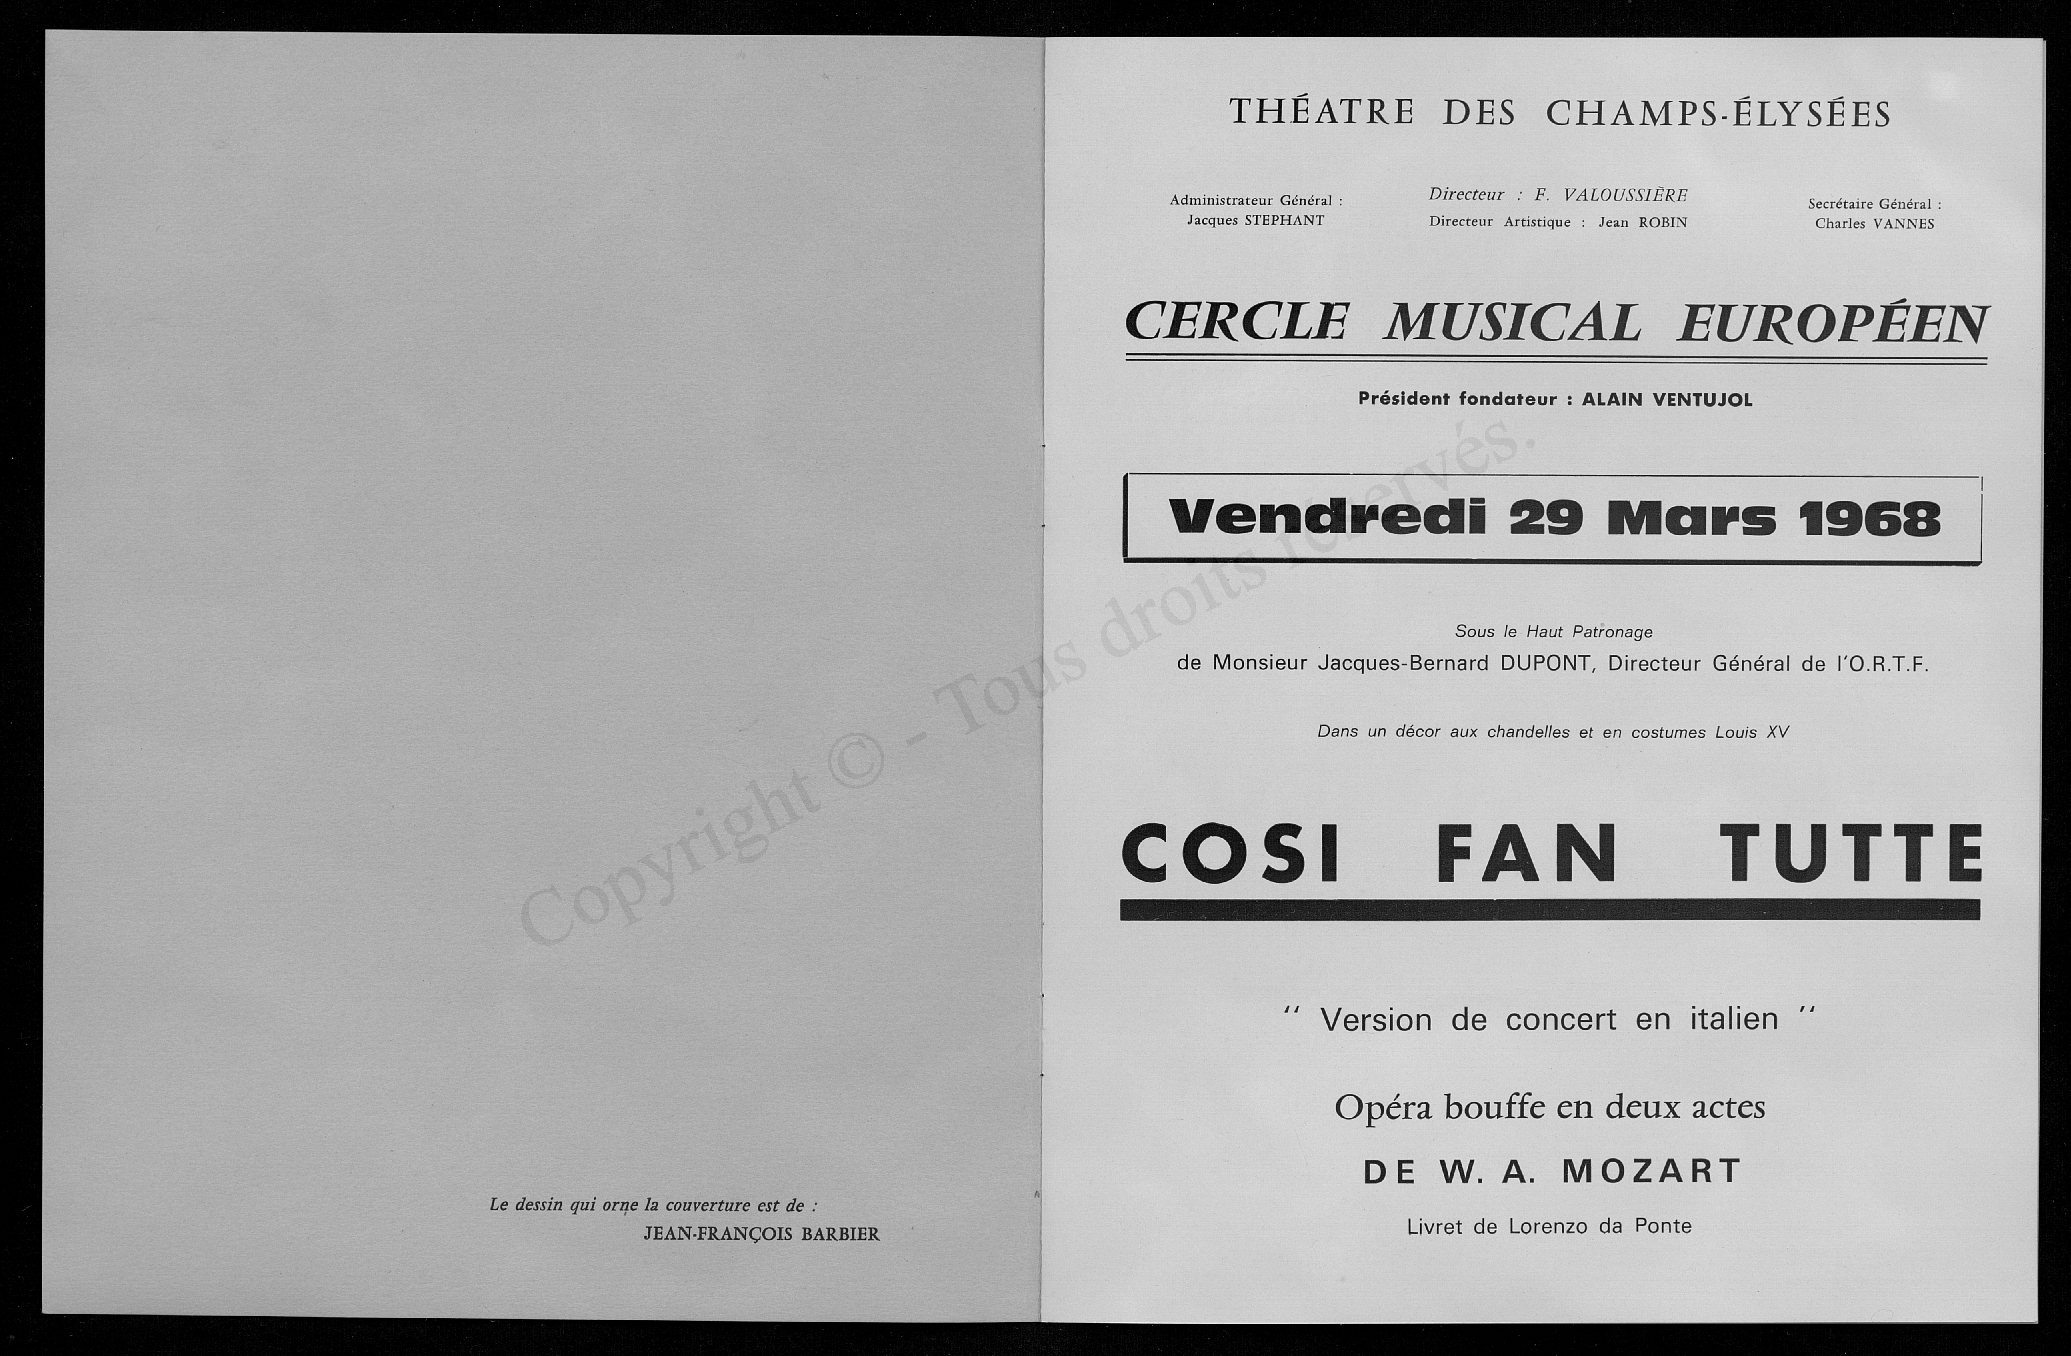 Le dessin qui orne la couverture est de :
JEAN-FRANÇOIS BARBIER
THÉATRE DES CHAMPS-ÉLYSÉES
Administrateur Général :
Jacques STEPHANT
Directeur : F. VALOUSSIÈRE
Directeur Artistique : Jean ROBIN
Secrétaire Général :
Charles VANNES
CERCLE MUSICAL EUROPÉEN
Président fondateur : ALAIN VENTUJOL
Vendredi 29 Mars 1968
Sous le Haut Patronage
de Monsieur Jacques-Bernard DUPONT, Directeur Général de l'O.R.T.F.
Dans un décor aux chandelles et en costumes Louis XV
COSI FAN TUTTE
" Version de concert en italien "
Opéra bouffe en deux actes
DE W. A. MOZART
Livret de Lorenzo da Ponte
Copyright © - Tous droits réservés.